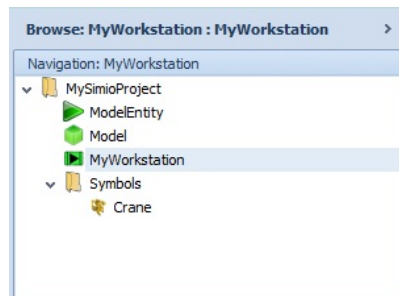 Browse: MyWorkstation : MyWorkstation
Navigation: MyWorkstation
MySimioProject
ModelEntity
Model
MyWorkstation
Symbols
Crane